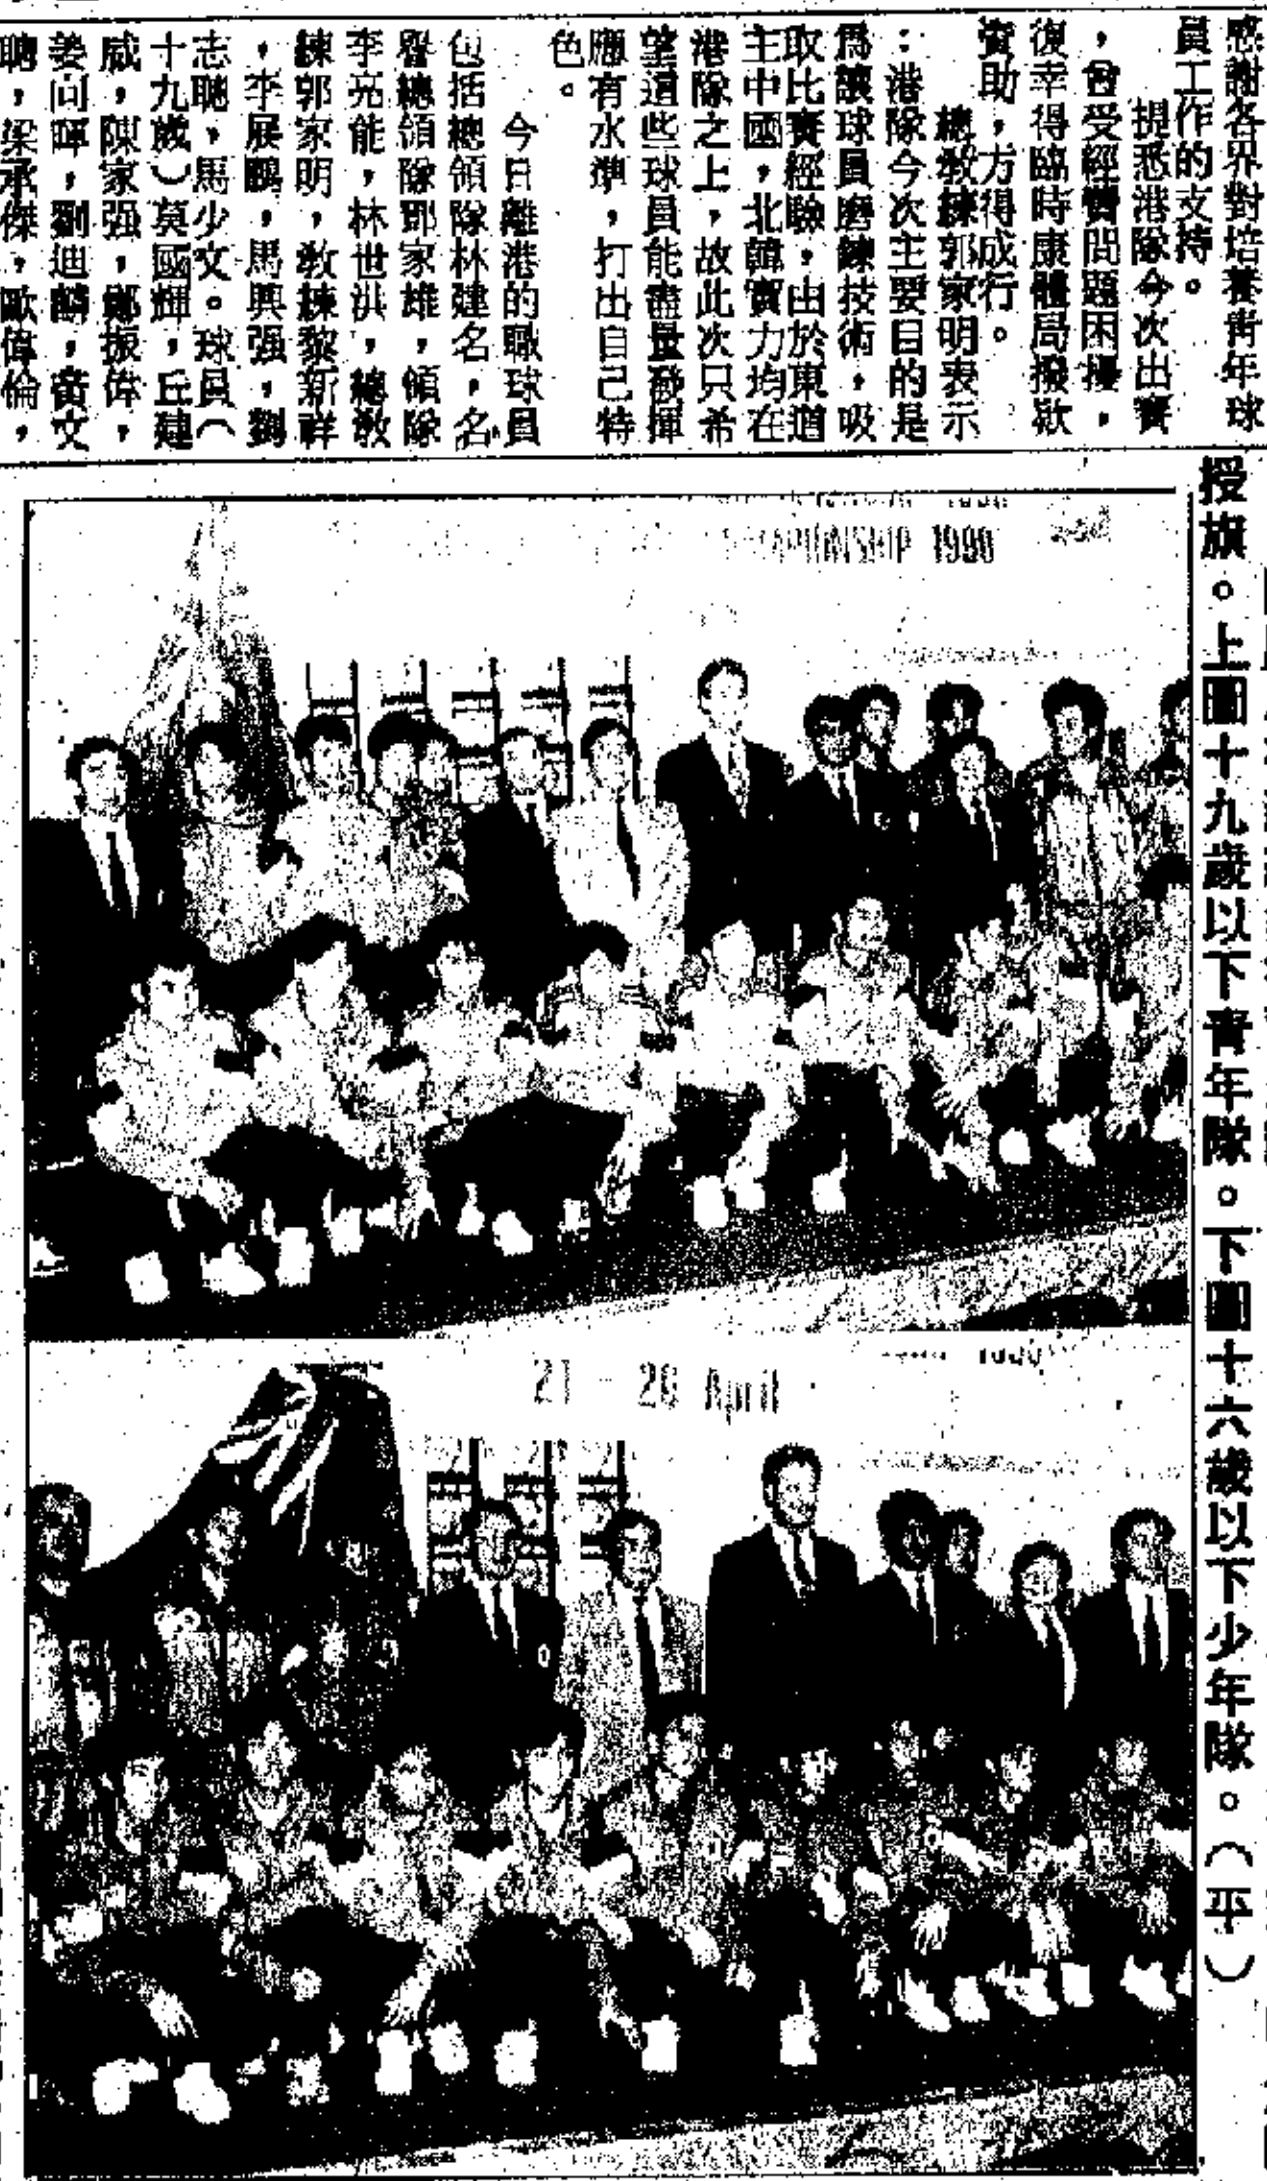 感謝各界對培養青年球
員工作的支持。
提悉港隊今次出賽
，曾受經費問題困擾，
復幸得臨時康體局撥欵
資助，方得成行。
總敎練郭家明表示
：港隊今次主要目的是
爲讓球員磨鍊技術，吸
取比賽經驗，由於東道
主中國，北韓實力均在
港隊之上，故此次只希
望這些球員能盡量發揮
應有水準，打出自己特
色。
今日離港的職球員
包括總領隊林建名，名
譽總領隊鄧家雄，領隊
李亮能，林世洪，總敎
練郭家明，敎練黎新祥
，李展鵬，馬興强，劉
志聰，馬少文。球員（
十九歲）莫國輝，丘建
威，陳家强，鄭振偉，
姜向暉，劉迪麟，黃文
聰，梁承傑，歐偉倫，
授旗。上圖十九歲以下青年隊。下圖十六歲以下少年隊。（平）
1990
21 - 28 April